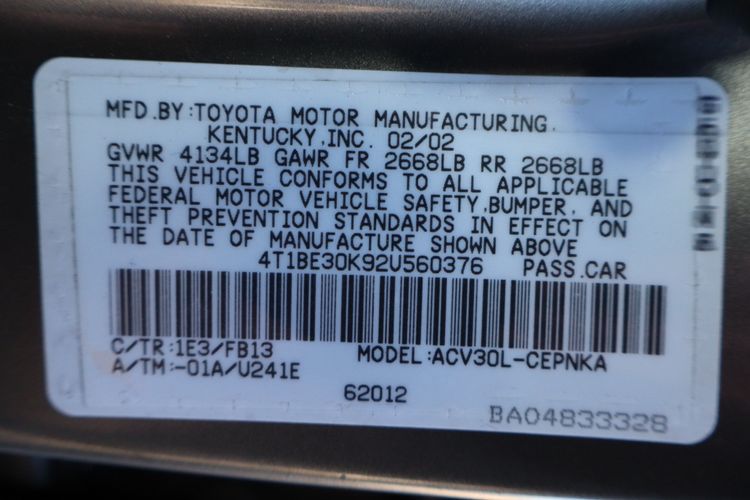 MFD.BY:TOYOTA MOTOR MANUFACTURING,
KENTUCKY,INC. 02/02
GVWR 4134LB GAWR FR 2668LB RR 2668LB
THIS VEHICLE CONFORMS TO ALL APPLICABLE
FEDERAL MOTOR VEHICLE SAFETY,BUMPER, AND
THEFT PREVENTION STANDARDS IN EFFECT ON
THE DATE OF MANUFACTURE SHOWN ABOVE
4T1BE30K92U560376 PASS.CAR
C/TR:1E3/FB13 MODEL:ACV30L-CEPNKA
A/TM:-01A/U241E
62012
BA04833328